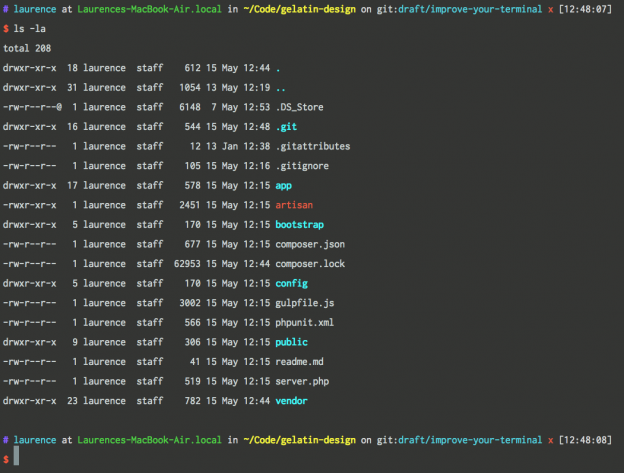 # laurence at Laurences-MacBook-Air.local in ~/Code/gelatin-design on git:draft/improve-your-terminal x [12:48:07]
$ ls -la
total 208
drwxr-xr-x 18 laurence staff 612 15 May 12:44 .
drwxr-xr-x 31 laurence staff 1054 13 May 12:19 ..
-rw-r--r--@ 1 laurence staff 6148 7 May 12:53 .DS_Store
drwxr-xr-x 16 laurence staff 544 15 May 12:48 .git
-rw-r--r-- 1 laurence staff 12 13 Jan 12:38 .gitattributes
-rw-r--r-- 1 laurence staff 105 15 May 12:16 .gitignore
drwxr-xr-x 17 laurence staff 578 15 May 12:15 app
-rwxr-xr-x 1 laurence staff 2451 15 May 12:15 artisan
drwxr-xr-x 5 laurence staff 170 15 May 12:15 bootstrap
-rw-r--r-- 1 laurence staff 677 15 May 12:15 composer.json
-rw-r--r-- 1 laurence staff 62953 15 May 12:44 composer.lock
drwxr-xr-x 5 laurence staff 170 15 May 12:15 config
-rw-r--r-- 1 laurence staff 3002 15 May 12:15 gulpfile.js
-rw-r--r-- 1 laurence staff 566 15 May 12:15 phpunit.xml
drwxr-xr-x 9 laurence staff 306 15 May 12:15 public
-rw-r--r-- 1 laurence staff 41 15 May 12:15 readme.md
-rw-r--r-- 1 laurence staff 519 15 May 12:15 server.php
drwxr-xr-x 23 laurence staff 782 15 May 12:44 vendor
# laurence at Laurences-MacBook-Air.local in ~/Code/gelatin-design on git:draft/improve-your-terminal x [12:48:08]
$